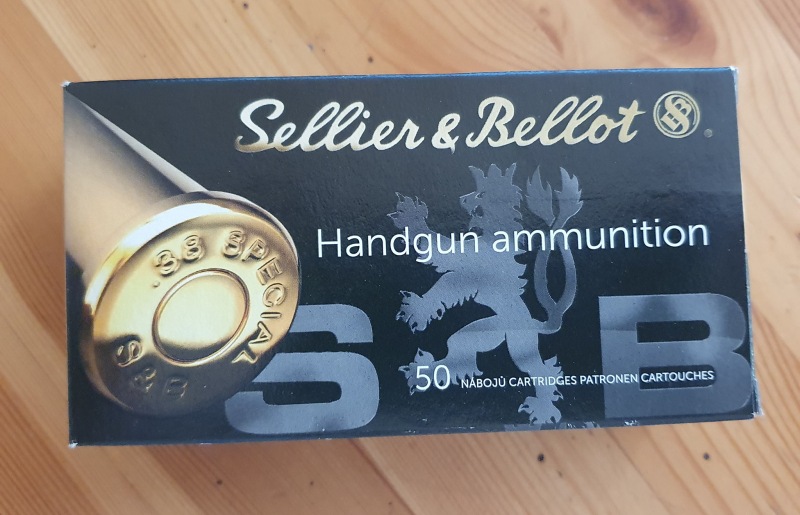 Sellier & Bellot
Handgun ammunition
.38 SPECIAL
S&B
S B
50 NÁBOJŮ CARTRIDGES PATRONEN CARTOUCHES